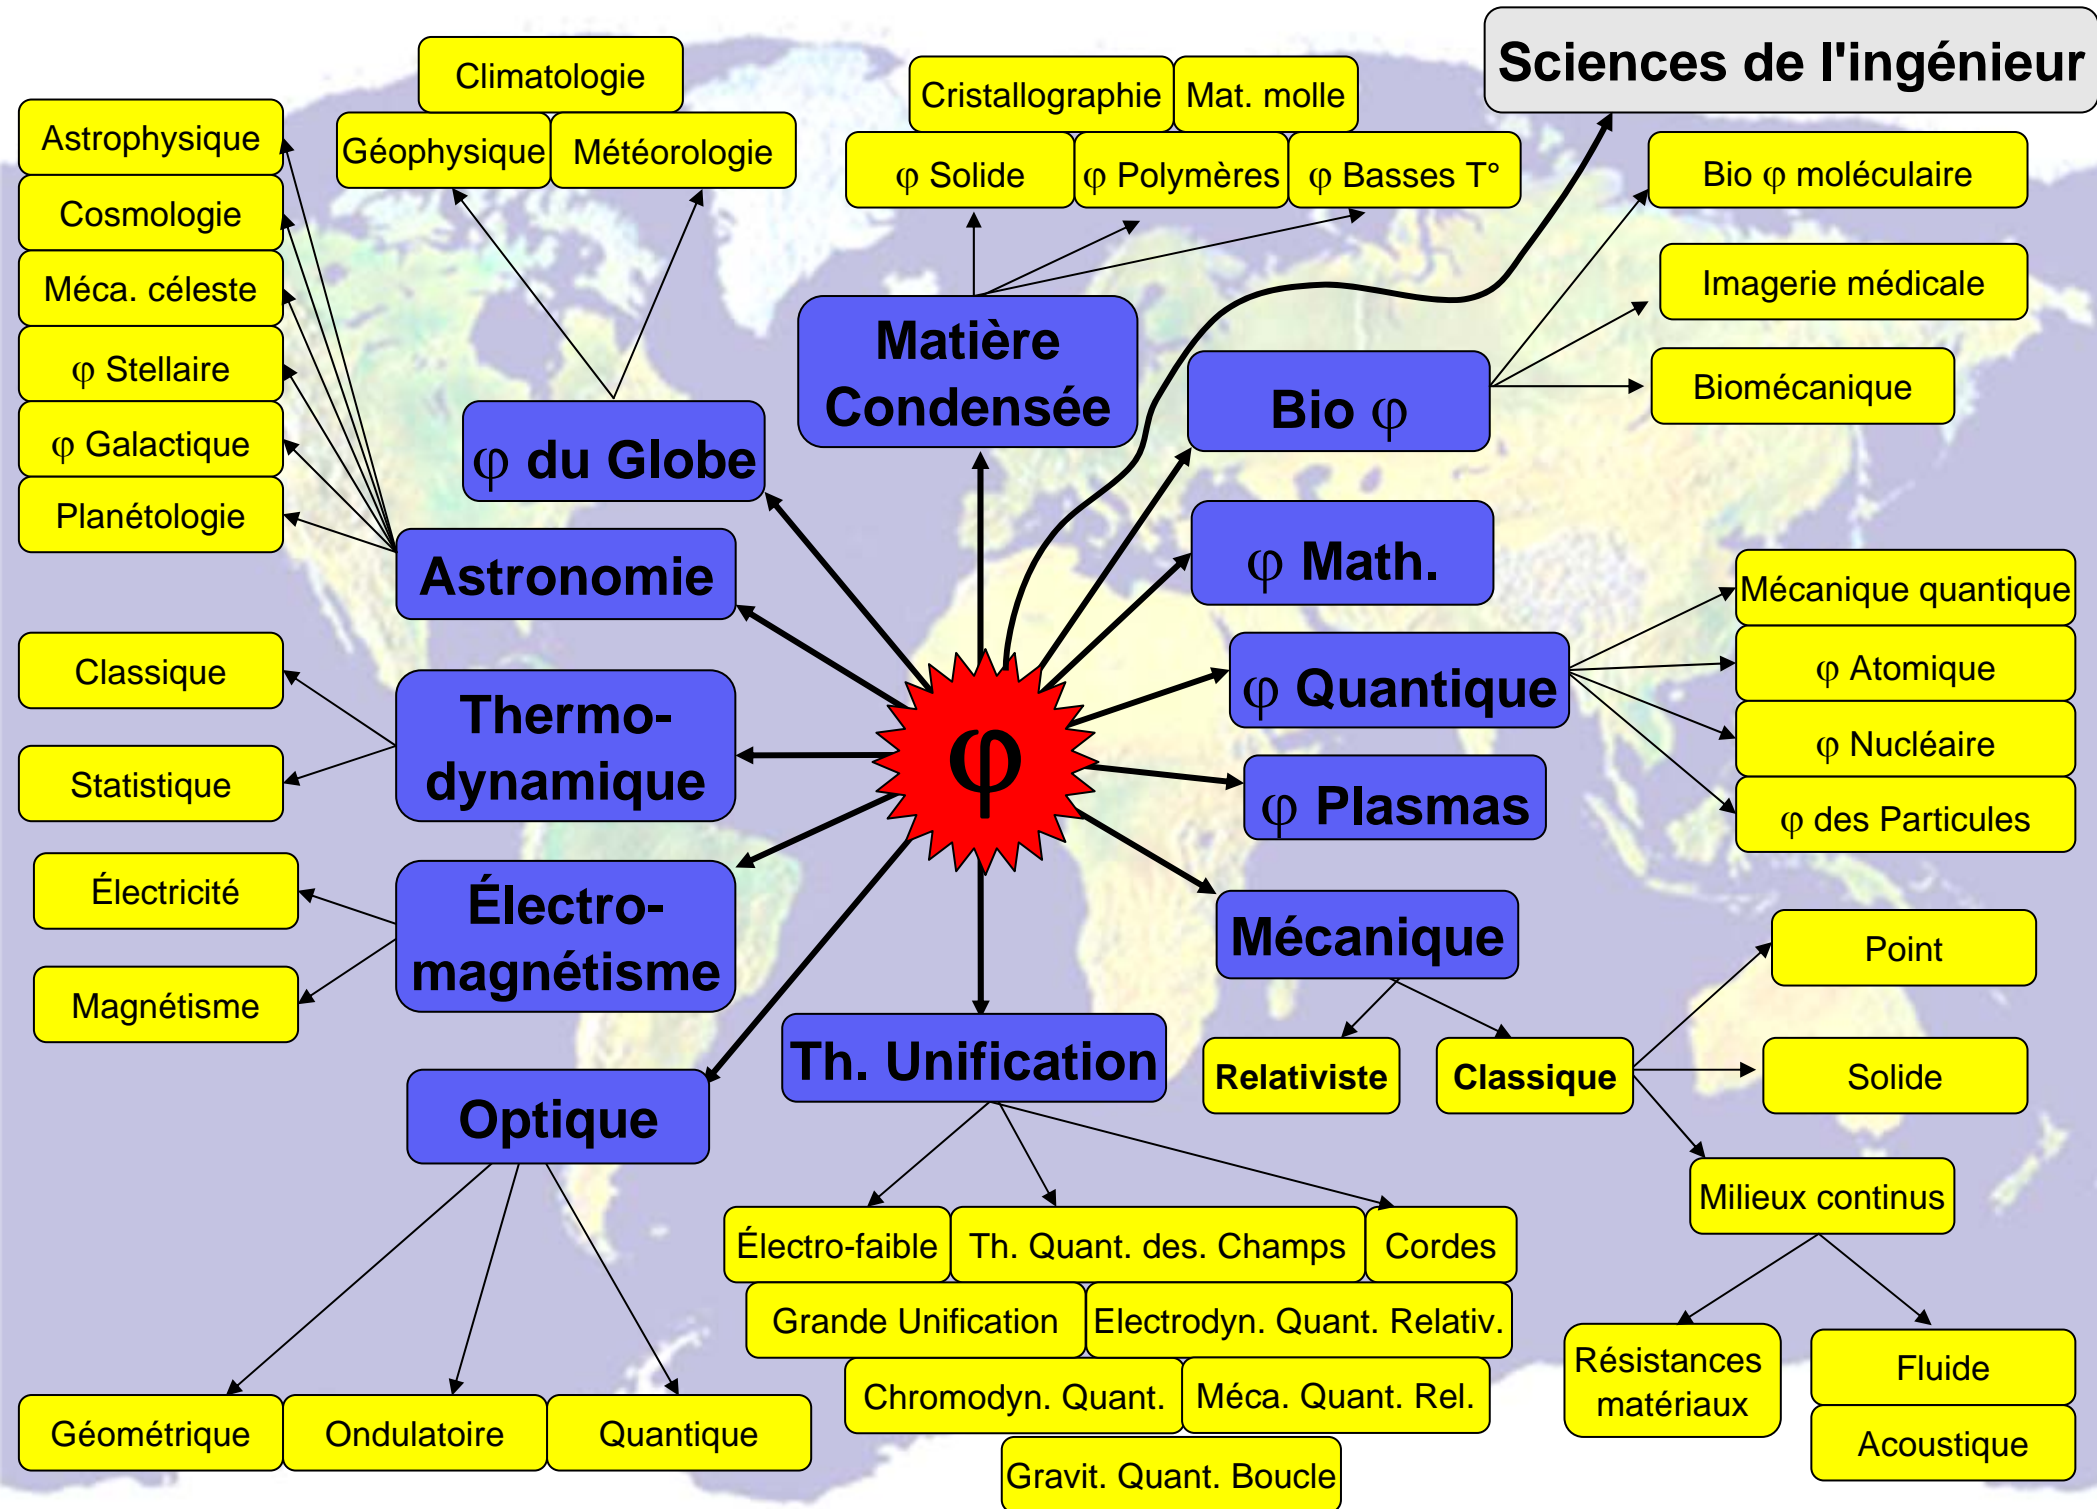 Sciences de l'ingénieur
Climatologie
Géophysique
Météorologie
Cristallographie
Mat. molle
φ Solide
φ Polymères
φ Basses T°
Astrophysique
Cosmologie
Méca. céleste
φ Stellaire
φ Galactique
Planétologie
Bio φ moléculaire
Imagerie médicale
Biomécanique
Matière
Condensée
Bio φ
φ du Globe
φ Math.
Astronomie
Mécanique quantique
φ Atomique
φ Nucléaire
φ des Particules
φ Quantique
Classique
Statistique
Thermo-
dynamique
φ
φ Plasmas
Électricité
Magnétisme
Électro-
magnétisme
Mécanique
Point
Solide
Relativiste
Classique
Th. Unification
Optique
Milieux continus
Électro-faible
Th. Quant. des. Champs
Cordes
Grande Unification
Electrodyn. Quant. Relativ.
Chromodyn. Quant.
Méca. Quant. Rel.
Gravit. Quant. Boucle
Résistances
matériaux
Fluide
Acoustique
Géométrique
Ondulatoire
Quantique